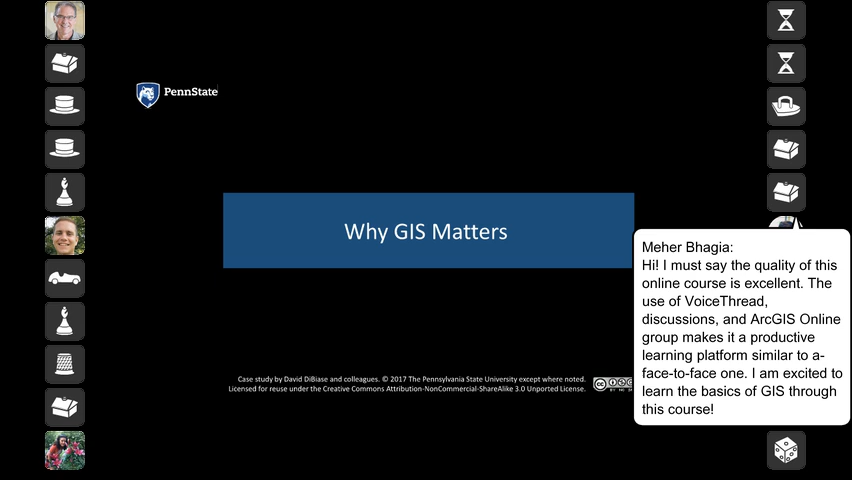 PennState
Why GIS Matters
Meher Bhagia:
Hi! I must say the quality of this
online course is excellent. The
use of VoiceThread,
discussions, and ArcGIS Online
group makes it a productive
learning platform similar to a-
face-to-face one. I am excited to
learn the basics of GIS through
this course!
Case study by David DiBiase and colleagues. © 2017 The Pennsylvania State University except where noted.
Licensed for reuse under the Creative Commons Attribution-NonCommercial-ShareAlike 3.0 Unported License.